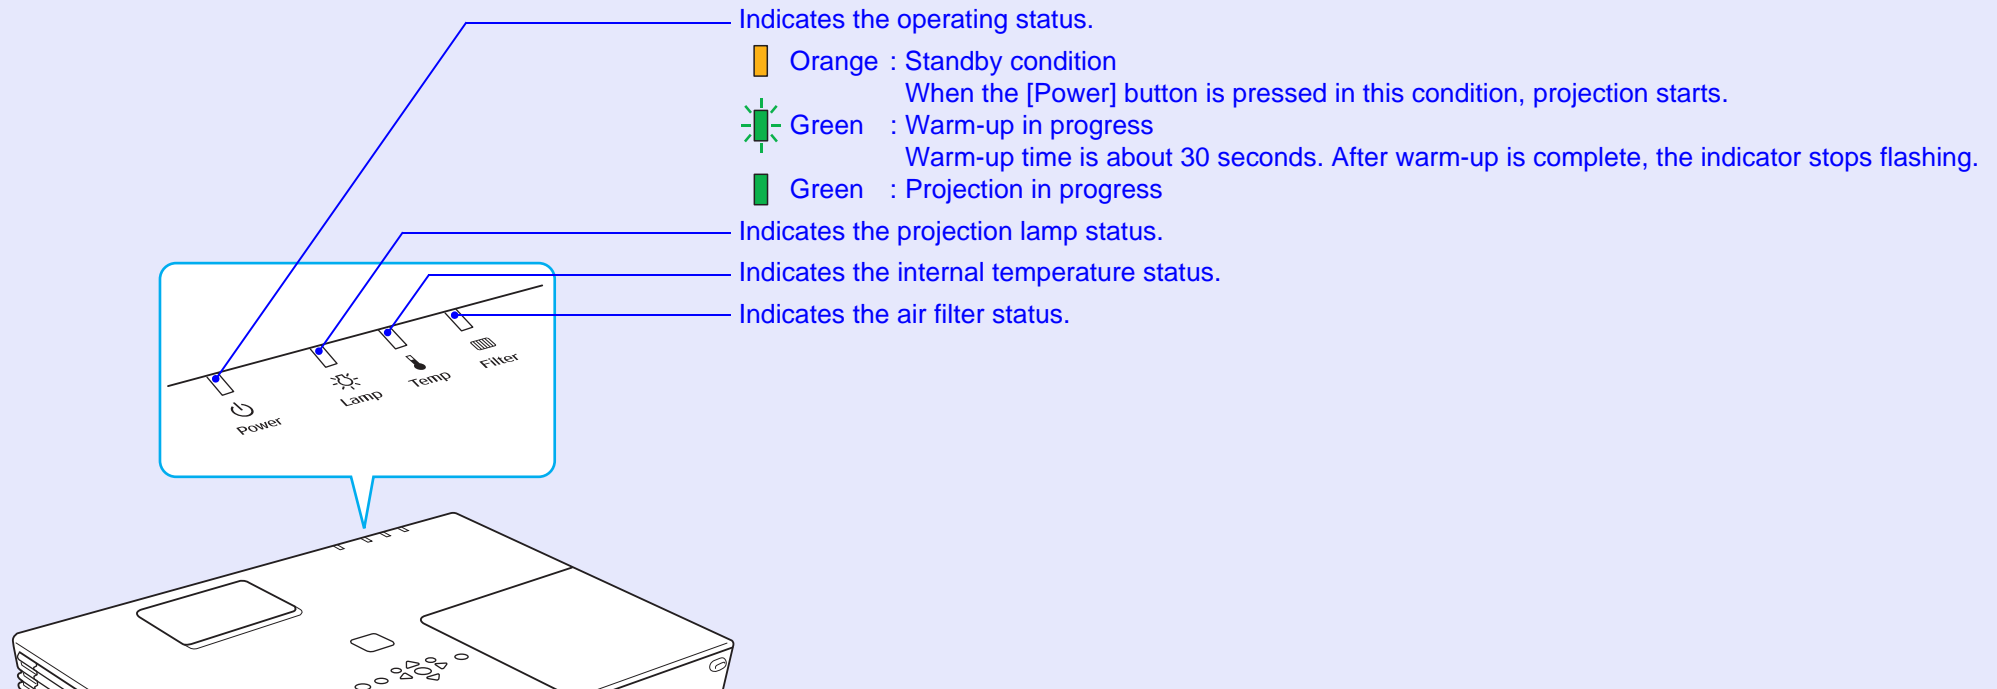 Indicates the operating status.
Orange : Standby condition
When the [Power] button is pressed in this condition, projection starts.
Green : Warm-up in progress
Warm-up time is about 30 seconds. After warm-up is complete, the indicator stops flashing.
Green : Projection in progress
Indicates the projection lamp status.
Indicates the internal temperature status.
Indicates the air filter status.
Power
Lamp
Temp
Filter